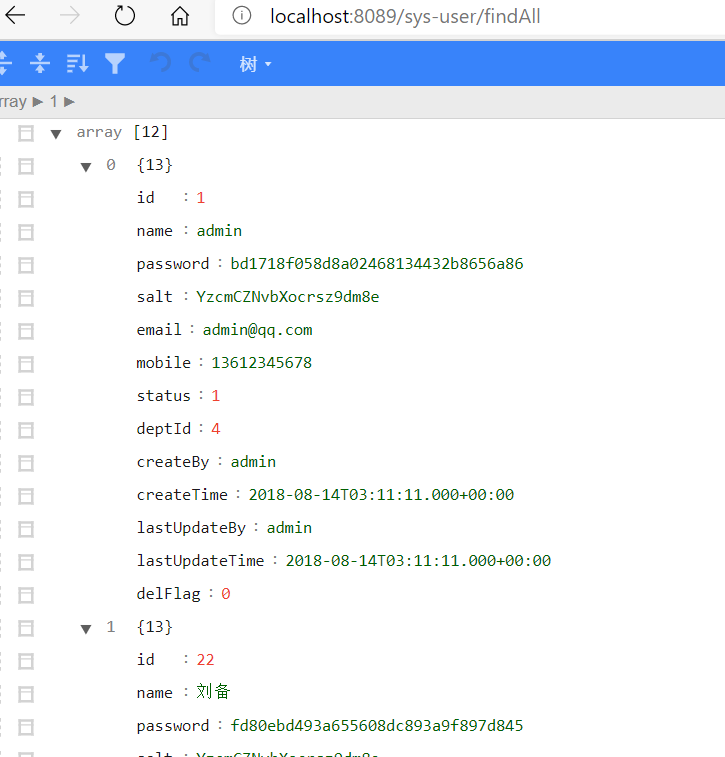 localhost:8089/sys-user/findAll
树
rray ▶ 1 ▶
array [12]
0 {13}
id : 1
name : admin
password : bd1718f058d8a02468134432b8656a86
salt : YzcmCZNvbXocrsz9dm8e
email : admin@qq.com
mobile : 13612345678
status : 1
deptId : 4
createBy : admin
createTime : 2018-08-14T03:11:11.000+00:00
lastUpdateBy : admin
lastUpdateTime : 2018-08-14T03:11:11.000+00:00
delFlag : 0
1 {13}
id : 22
name : 刘备
password : fd80ebd493a655608dc893a9f897d845
salt : YzcmCZNvbXocrsz9dm8e